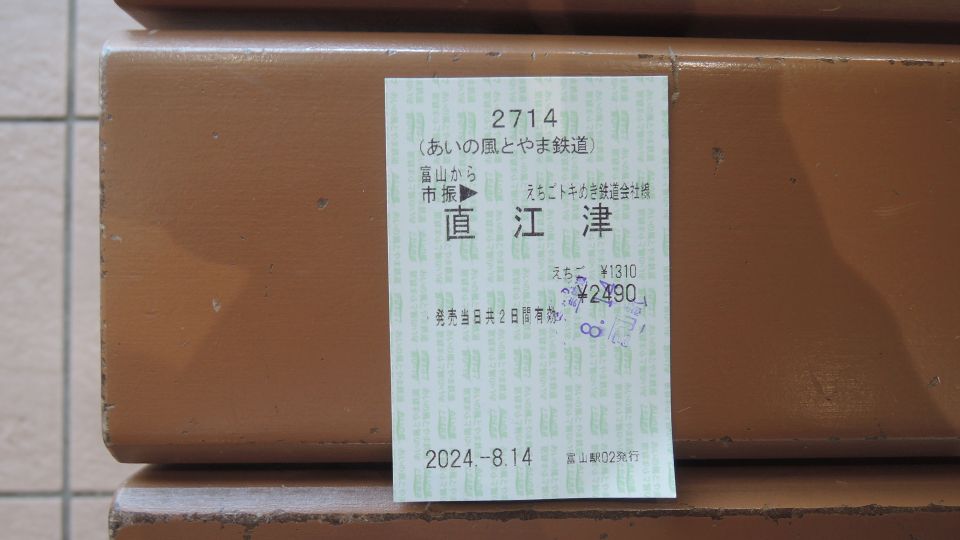 2714
(あいの風とやま鉄道)
富山から
市振▶ えちごトキめき鉄道会社線
直江津
えちご ¥1310
¥2490
発売当日共2日間有効
2024.-8.14 富山駅02発行